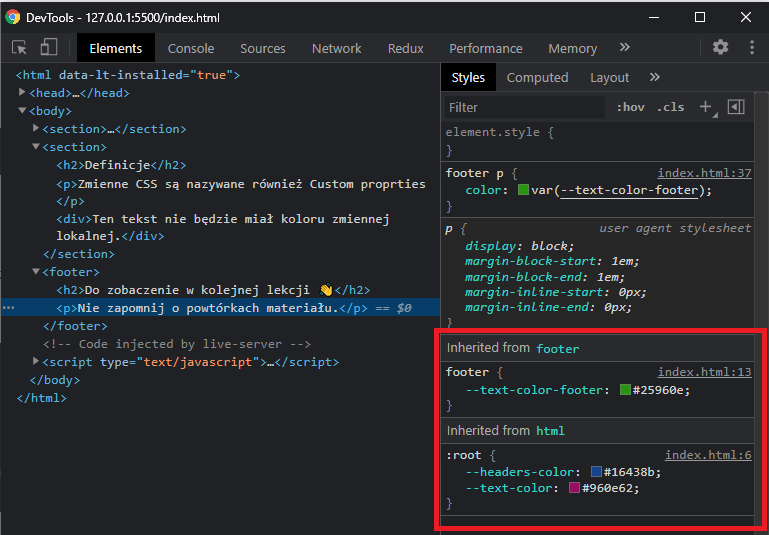 DevTools - 127.0.0.1:5500/index.html
Elements Console Sources Network Redux Performance Memory »
<html data-lt-installed="true">
<head>…</head>
<body>
<section>…</section>
<section>
<h2>Definicje</h2>
<p>Zmienne CSS są nazywane również Custom proprties
</p>
<div>Ten tekst nie będzie miał koloru zmiennej
lokalnej.</div>
</section>
<footer>
<h2>Do zobaczenie w kolejnej lekcji 👋</h2>
<p>Nie zapomnij o powtórkach materiału.</p> == $0
</footer>
<!-- Code injected by live-server -->
<script type="text/javascript">…</script>
</body>
</html>
Styles Computed Layout »
Filter :hov .cls +
element.style {
}
footer p { index.html:37
color: var(--text-color-footer);
}
p { user agent stylesheet
display: block;
margin-block-start: 1em;
margin-block-end: 1em;
margin-inline-start: 0px;
margin-inline-end: 0px;
}
Inherited from footer
footer { index.html:13
--text-color-footer: #25960e;
}
Inherited from html
:root { index.html:6
--headers-color: #16438b;
--text-color: #960e62;
}